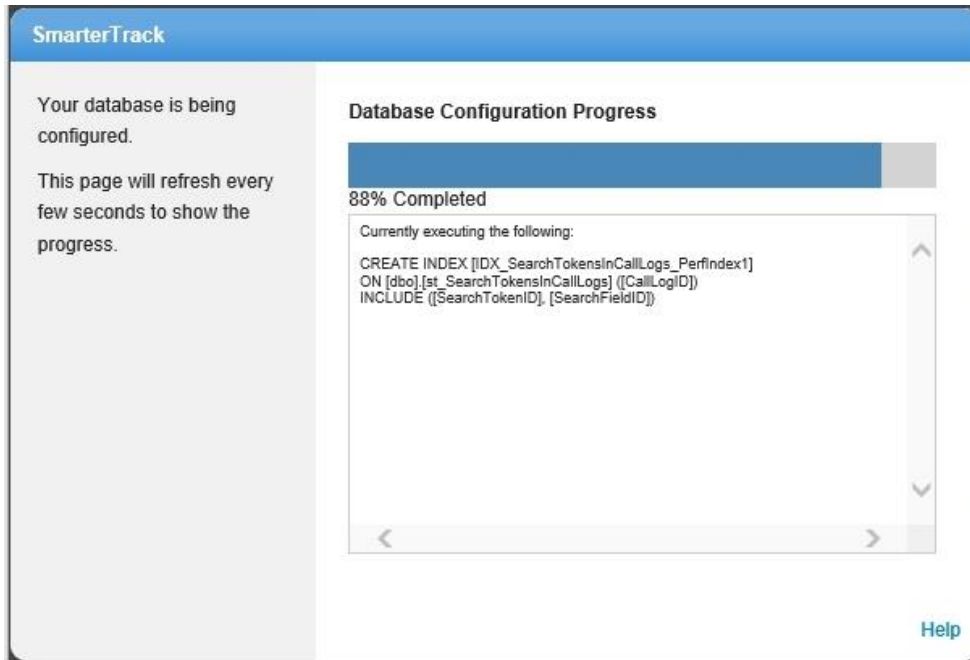 SmarterTrack
Your database is being
configured.
This page will refresh every
few seconds to show the
progress.
Database Configuration Progress
88% Completed
Currently executing the following:
CREATE INDEX [IDX_SearchTokensInCallLogs_PerfIndex1]
ON [dbo].[st_SearchTokensInCallLogs] ([CallLogID])
INCLUDE ([SearchTokenID], [SearchFieldID])
Help